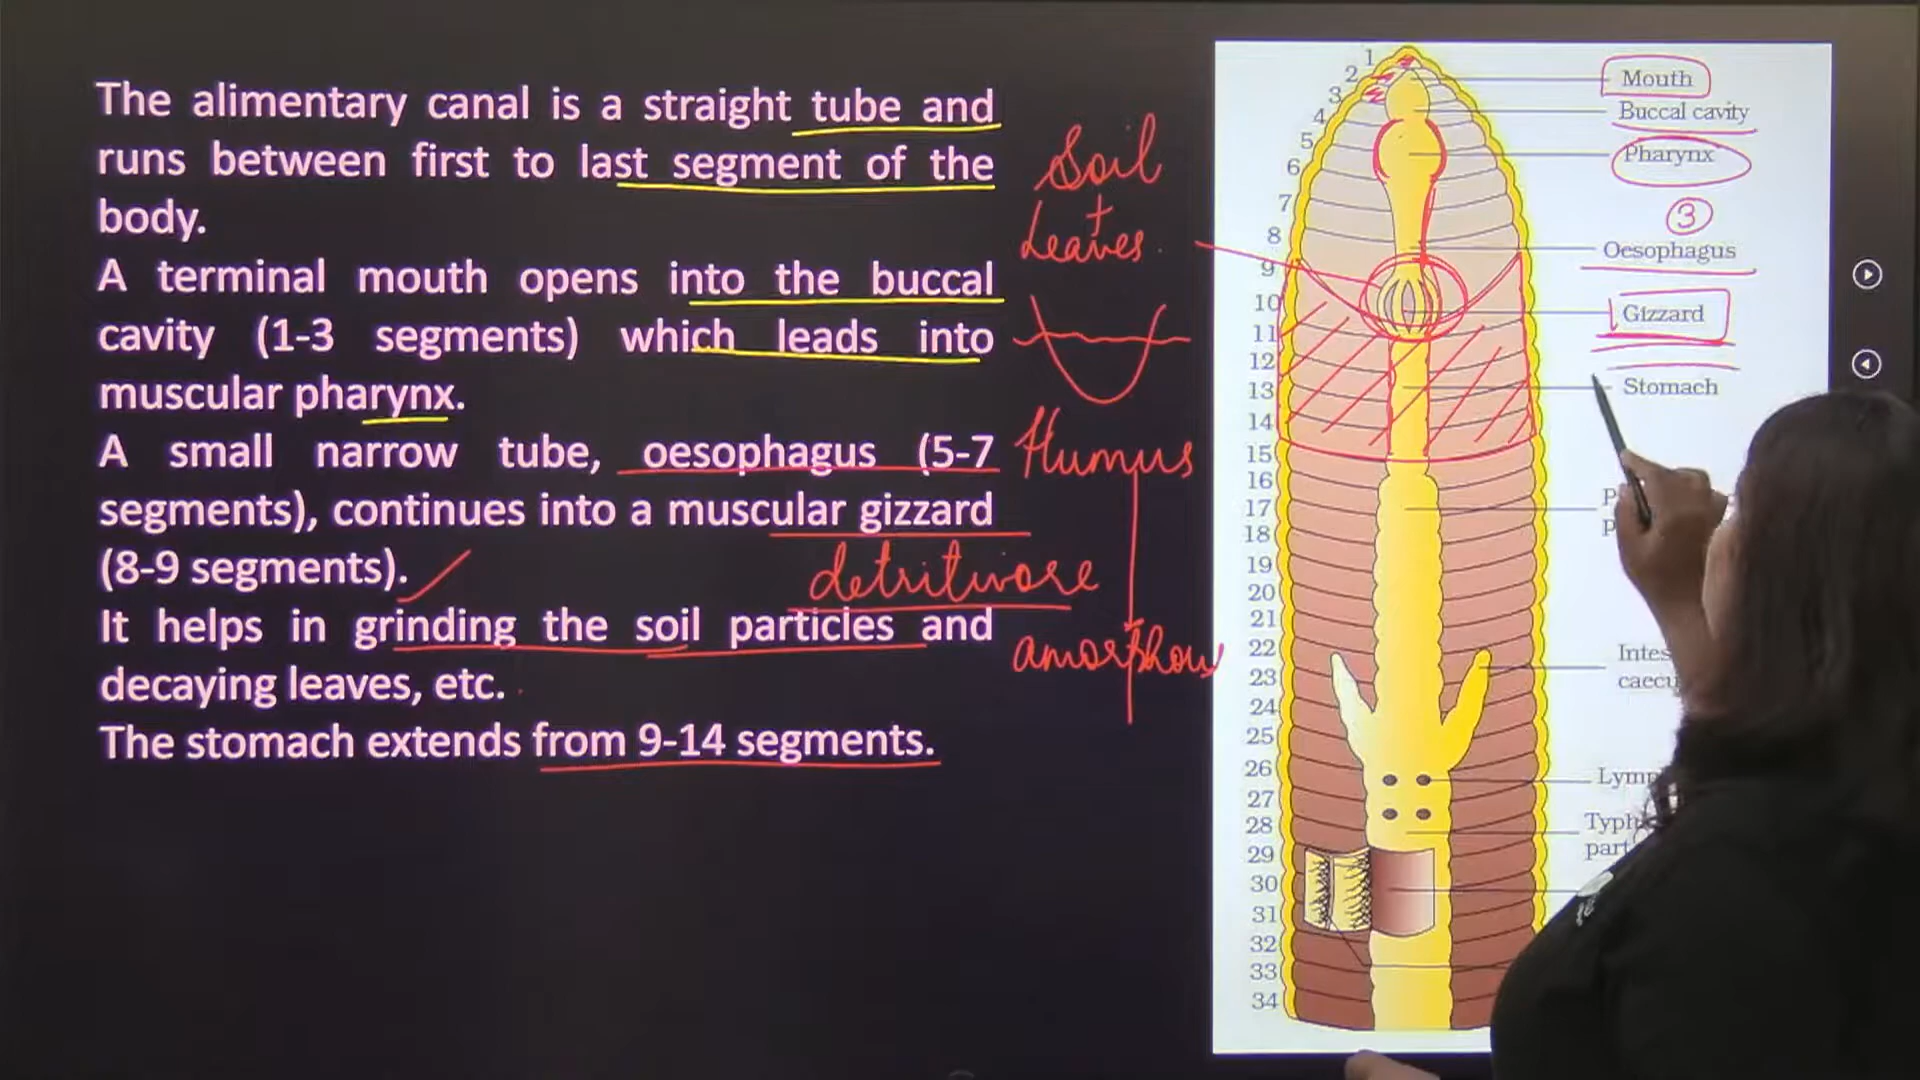 The alimentary canal is a straight tube and
runs between first to last segment of the
body.
A terminal mouth opens into the buccal
cavity (1-3 segments) which leads into
muscular pharynx.
A small narrow tube, oesophagus (5-7
segments), continues into a muscular gizzard
(8-9 segments).
It helps in grinding the soil particles and
decaying leaves, etc.
The stomach extends from 9-14 segments.
Soil
+
Leaves
Humus
detritivore
amorphous
1
2
3
4
5
6
7
8
9
10
11
12
13
14
15
16
17
18
19
20
21
22
23
24
25
26
27
28
29
30
31
32
33
34
Mouth
Buccal cavity
Pharynx
3
Oesophagus
Gizzard
Stomach